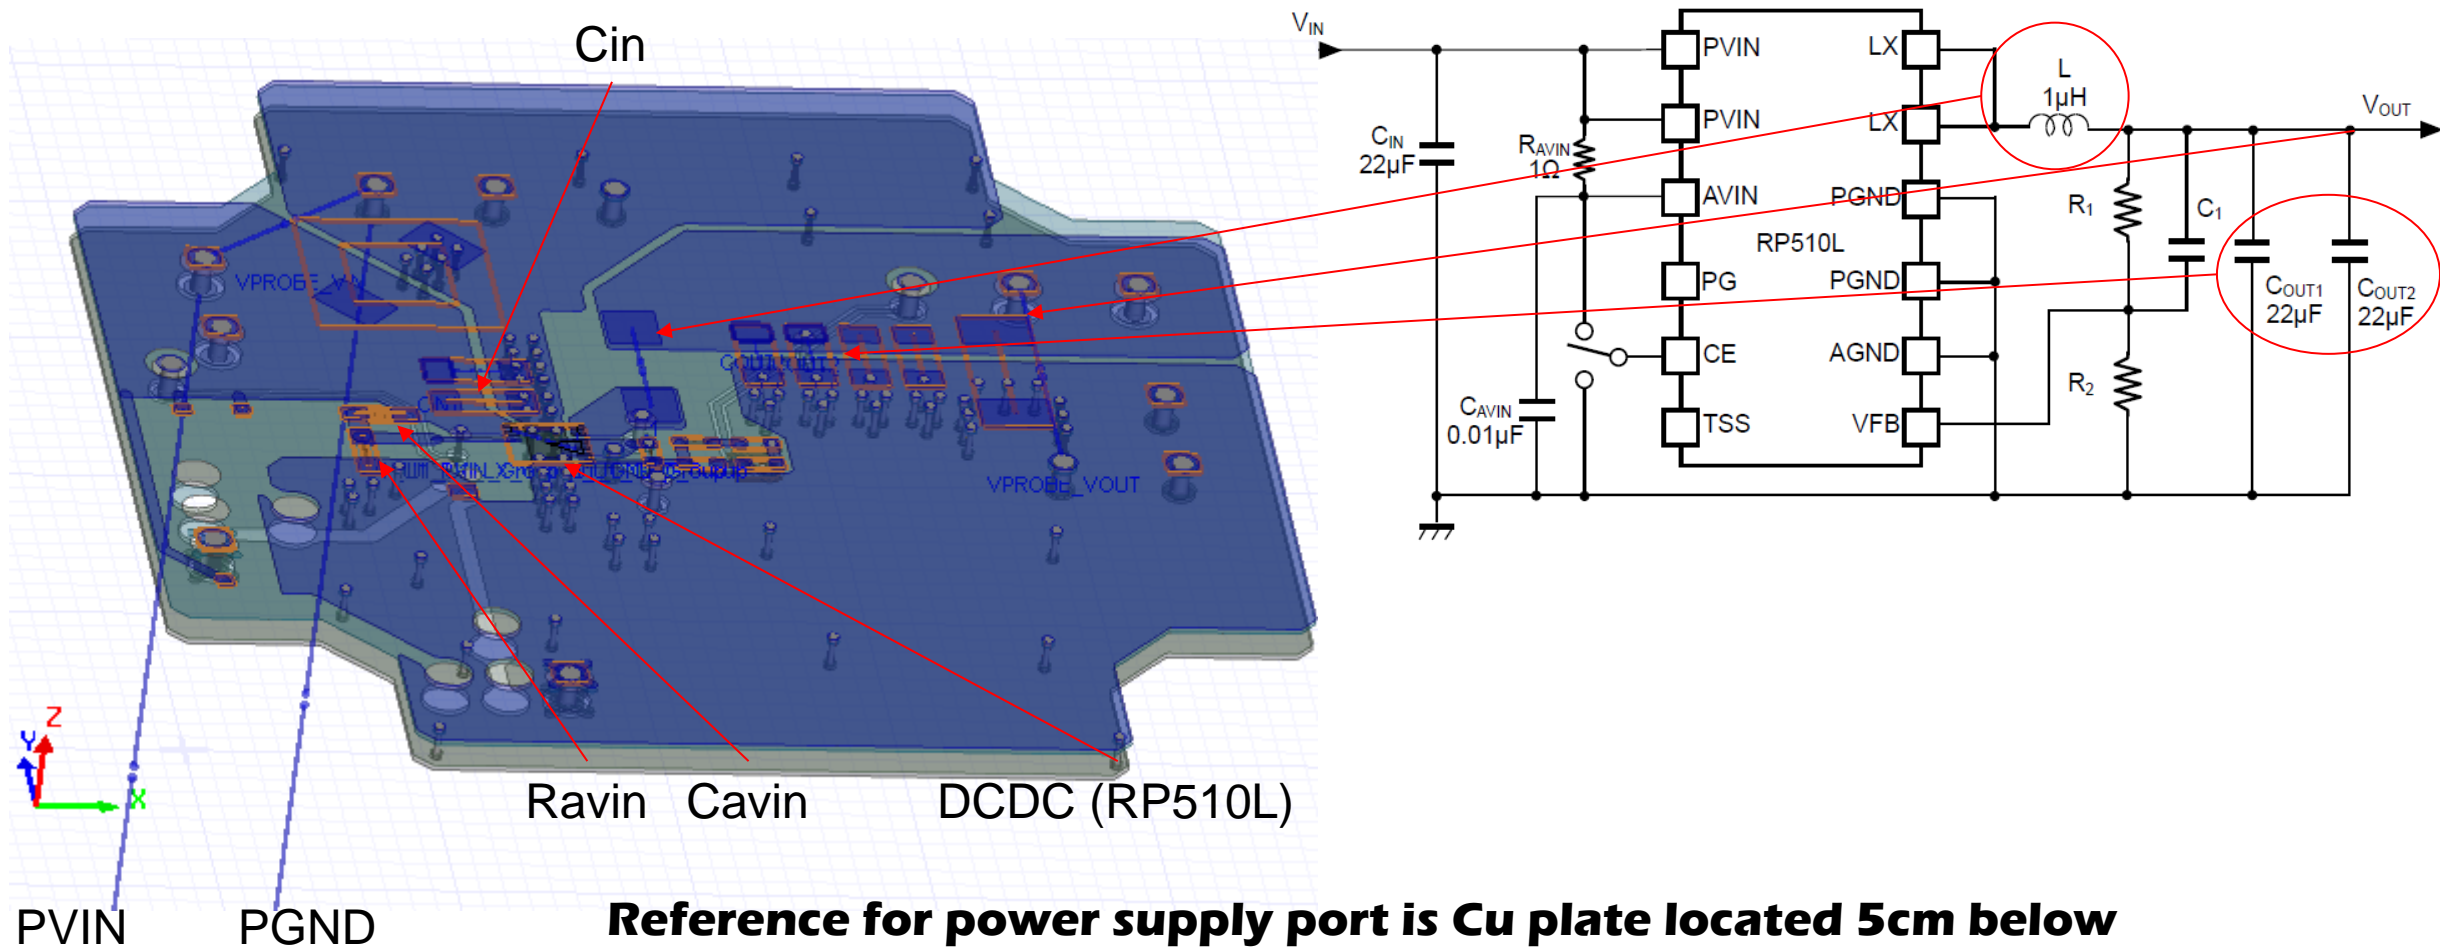 Cin
VPROBE_VIN
CIN
VPROBE_VOUT
Z
Y
X
Ravin
Cavin
DCDC (RP510L)
PVIN
PGND
VIN
CIN
22µF
RAVIN
1Ω
CAVIN
0.01µF
PVIN
PVIN
AVIN
PG
CE
TSS
RP510L
LX
LX
PGND
PGND
AGND
VFB
L
1µH
VOUT
R1
C1
R2
COUT1
22µF
COUT2
22µF
Reference for power supply port is Cu plate located 5cm below